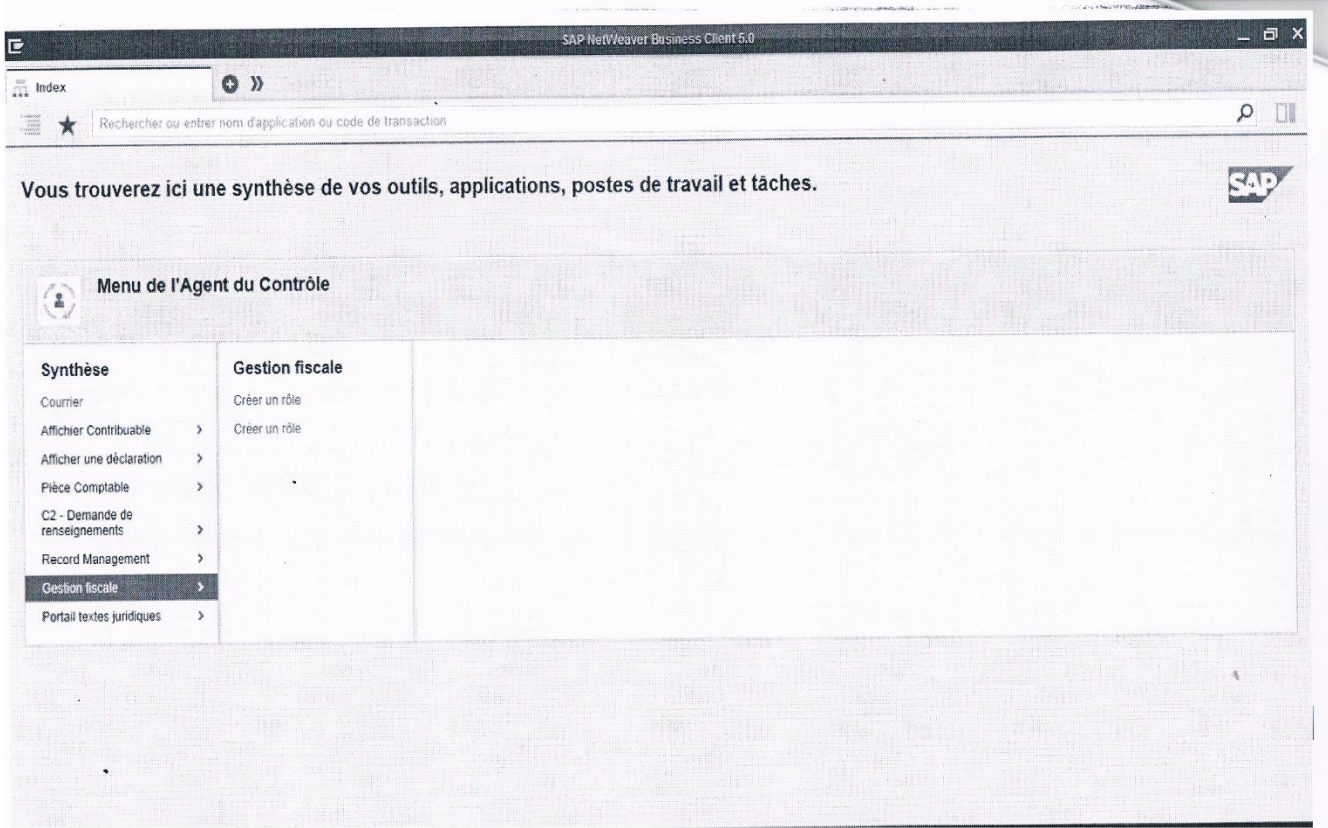 SAP NetWeaver Business Client 5.0
Index
Rechercher ou entrer nom d'application ou code de transaction
Vous trouverez ici une synthèse de vos outils, applications, postes de travail et tâches.
SAP
Menu de l'Agent du Contrôle
Synthèse
Courrier
Affichier Contribuable
Afficher une déclaration
Pièce Comptable
C2 - Demande de
renseignements
Record Management
Gestion fiscale
Portail textes juridiques
Gestion fiscale
Créer un rôle
Créer un rôle